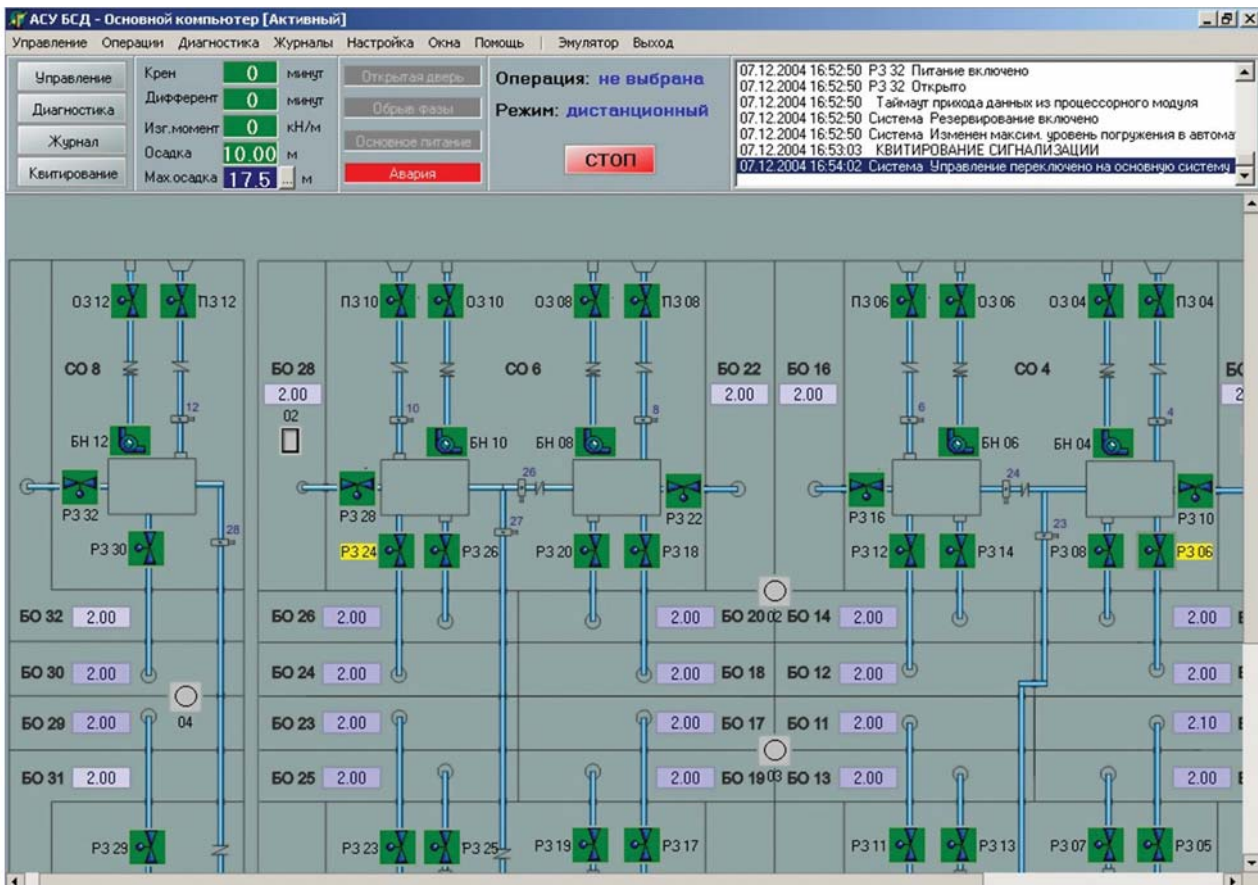 АСУ БСД - Основной компьютер [Активный]
Управление Операции Диагностика Журналы Настройка Окна Помощь | Эмулятор Выход
Управление
Диагностика
Журнал
Квитирование
Крен 0 минут
Дифферент 0 минут
Изг.момент 0 кН/м
Осадка 10.00 м
Мах.осадка 17.5 ... м
Открытая дверь
Обрыв фазы
Основное питание
Авария
Операция: не выбрана
Режим: дистанционный
СТОП
07.12.2004 16:52:50 РЗ 32 Питание включено
07.12.2004 16:52:50 РЗ 32 Открыто
07.12.2004 16:52:50 Таймаут прихода данных из процессорного модуля
07.12.2004 16:52:50 Система Резервирование включено
07.12.2004 16:52:50 Система Изменен максим. уровень погружения в автома
07.12.2004 16:53:03 КВИТИРОВАНИЕ СИГНАЛИЗАЦИИ
07.12.2004 16:54:02 Система Управление переключено на основную систему
ОЗ 12 ПЗ 12 ПЗ 10 ОЗ 10 ОЗ 08 ПЗ 08 ПЗ 06 ОЗ 06 ОЗ 04 ПЗ 04
СО 8 БО 28 СО 6 БО 22 БО 16 СО 4
2.00 2.00 2.00
12 02 10 8 6 4
БН 12 БН 10 БН 08 БН 06 БН 04
26 24
РЗ 32 РЗ 28 РЗ 22 РЗ 16 РЗ 10
28 27 23
РЗ 30 РЗ 24 РЗ 26 РЗ 20 РЗ 18 РЗ 12 РЗ 14 РЗ 08 РЗ 06
БО 32 2.00 БО 26 2.00 2.00 БО 20 02 БО 14 2.00 2.00
БО 30 2.00 БО 24 2.00 2.00 БО 18 БО 12 2.00 2.00
04
БО 29 2.00 БО 23 2.00 2.00 БО 17 БО 11 2.00 2.10
БО 31 2.00 БО 25 2.00 2.00 БО 19 03 БО 13 2.00 2.00
РЗ 29 РЗ 23 РЗ 25 РЗ 19 РЗ 17 РЗ 11 РЗ 13 РЗ 07 РЗ 05